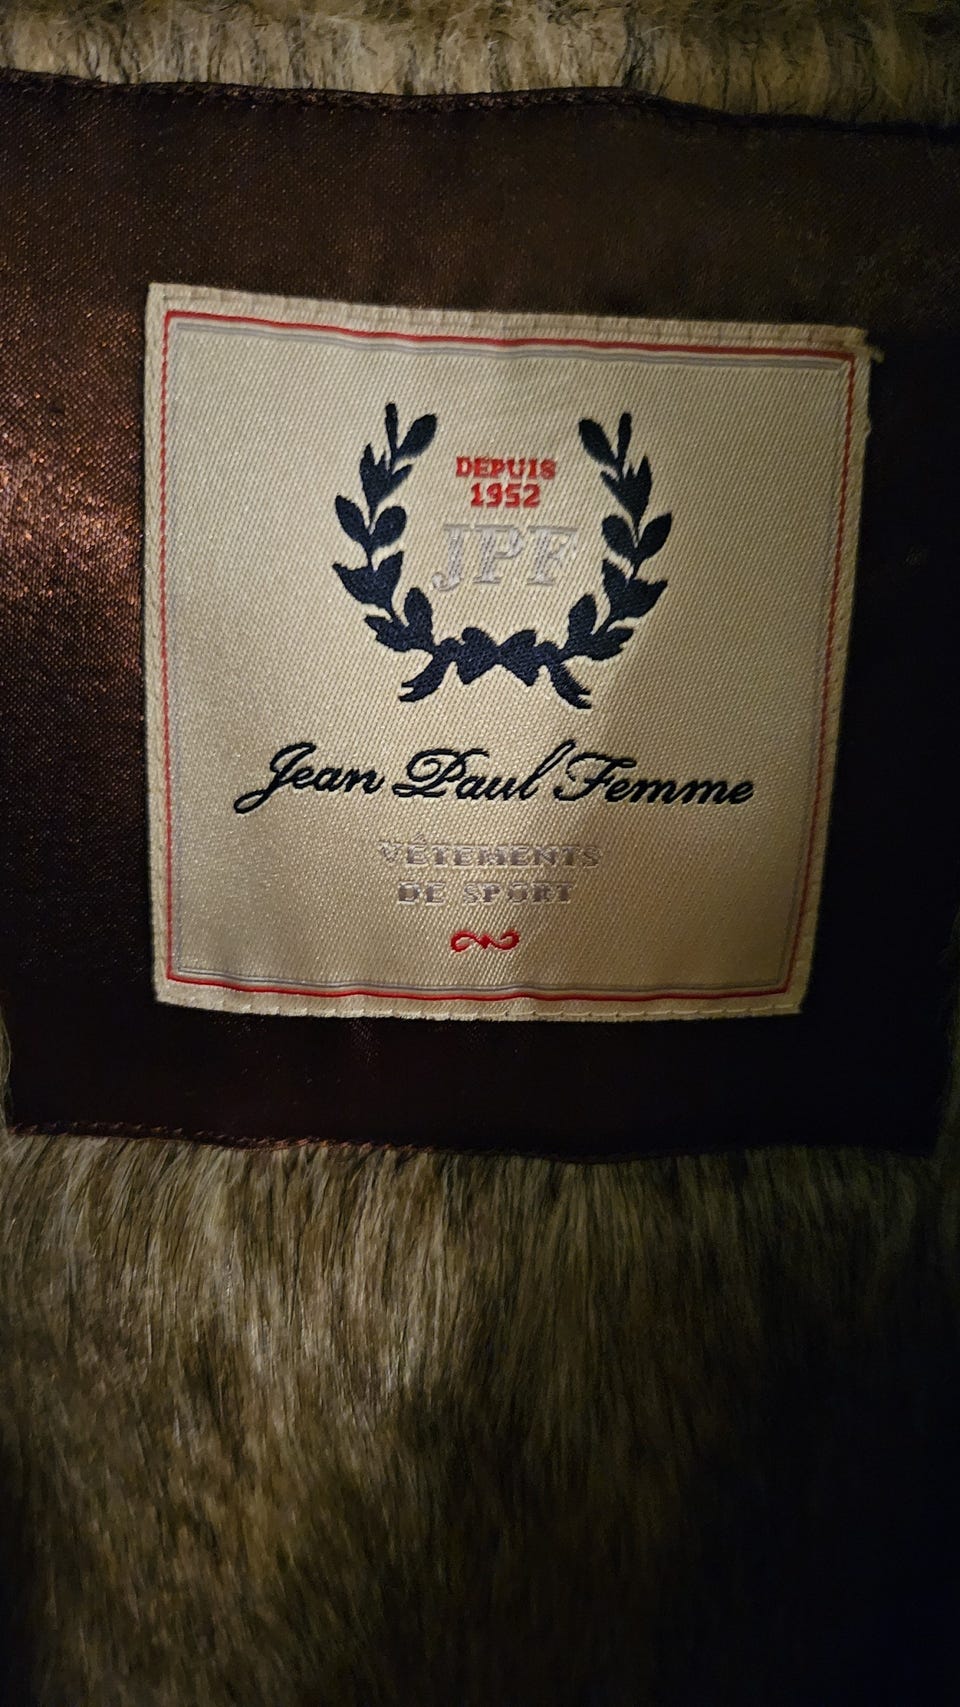 DEPUIS
1952
JPF
Jean Paul Femme
VÊTEMENTS
DE SPORT